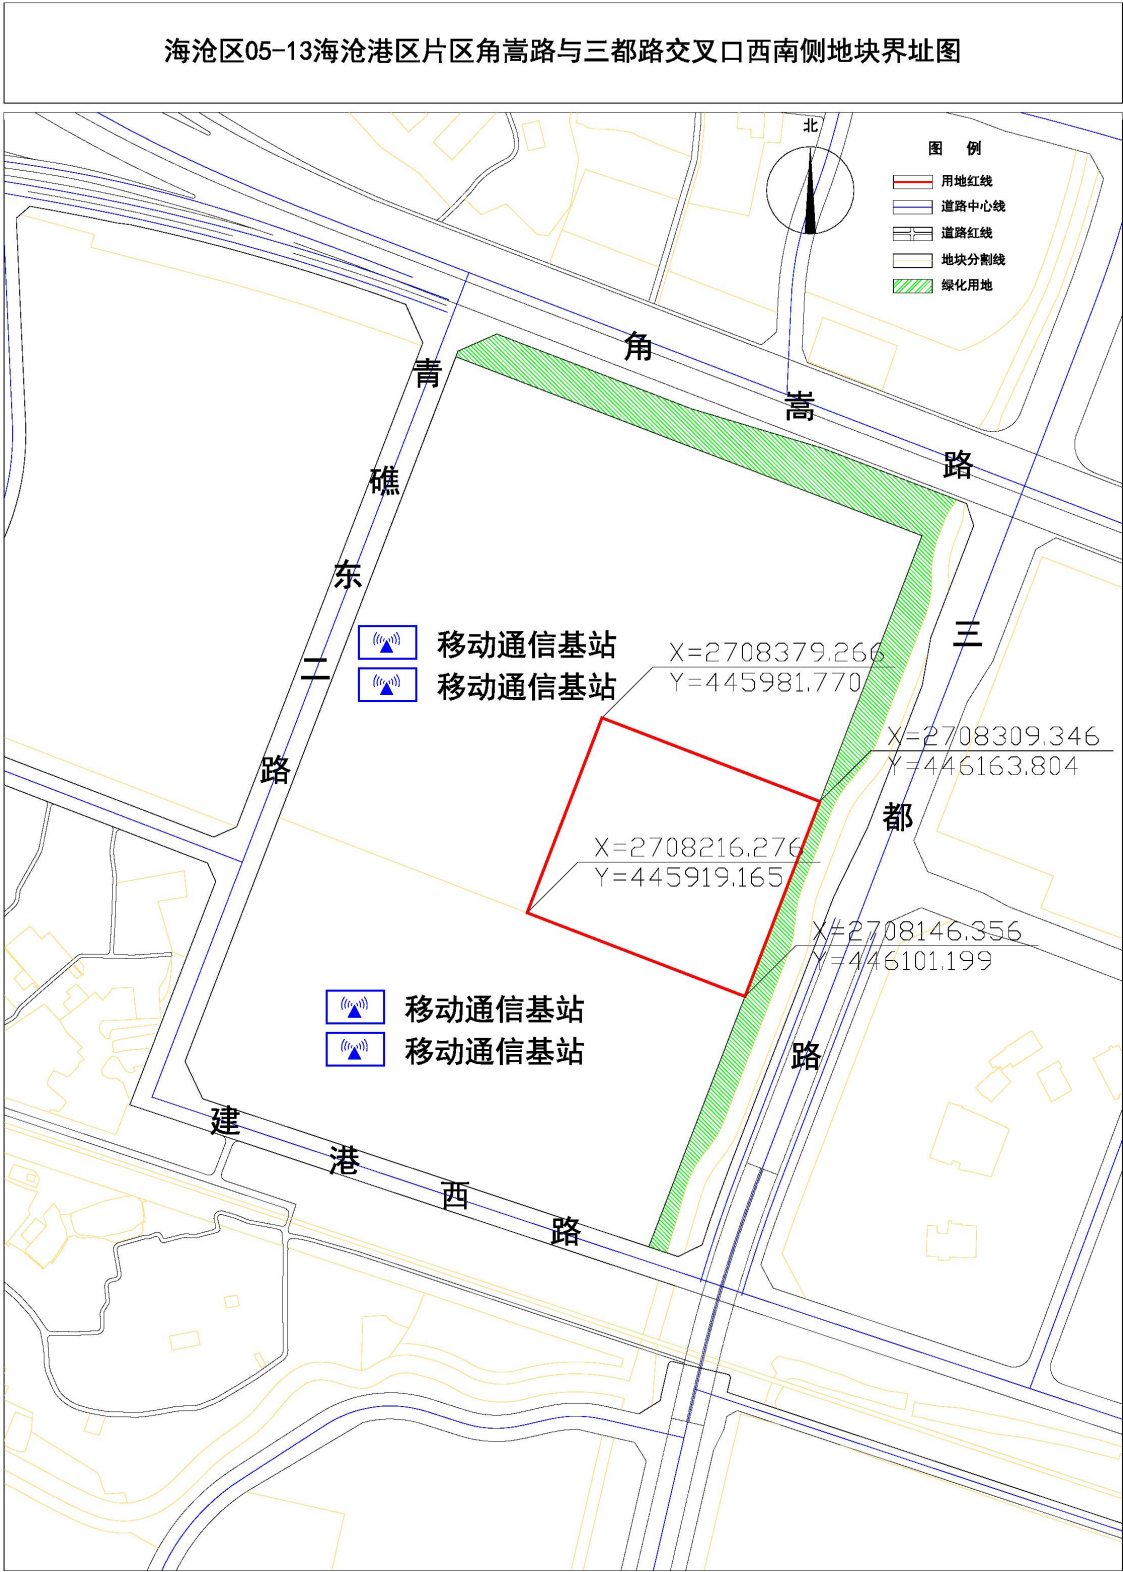 海沧区05-13海沧港区片区角嵩路与三都路交叉口西南侧地块界址图
北
图 例
用地红线
道路中心线
道路红线
地块分割线
绿化用地
角
嵩
路
青
礁
东
二
路
三
都
路
移动通信基站
移动通信基站
X=2708379.266
Y=445981.770
X=2708309.346
Y=446163.804
X=2708216.276
Y=445919.165
X=2708146.356
Y=446101.199
移动通信基站
移动通信基站
建
港
西
路